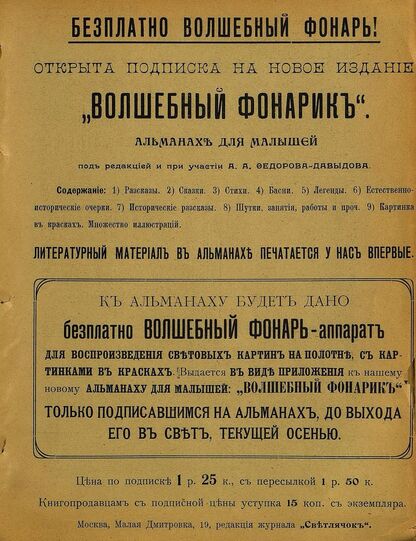 БЕЗПЛАТНО ВОЛШЕБНЫЙ ФОНАРЬ!
ОТКРЫТА ПОДПИСКА НА НОВОЕ ИЗДАНІЕ
„ВОЛШЕБНЫЙ ФОНАРИКЪ“.
АЛЬМАНАХЪ ДЛЯ МАЛЫШЕЙ
подъ редакціей и при участіи А. А. ѲЕДОРОВА-ДАВЫДОВА.
Содержаніе: 1) Разсказы. 2) Сказки. 3) Стихи. 4) Басни. 5) Легенды. 6) Естественно-
историческіе очерки. 7) Историческіе разсказы. 8) Шутки, занятія, работы и проч. 9) Картинка
въ краскахъ. Множество иллюстрацій.
ЛИТЕРАТУРНЫЙ МАТЕРІАЛЪ ВЪ АЛЬМАНАХѢ ПЕЧАТАЕТСЯ У НАСЪ ВПЕРВЫЕ.
КЪ АЛЬМАНАХУ БУДЕТЪ ДАНО
безплатно ВОЛШЕБНЫЙ ФОНАРЬ-аппаратъ
ДЛЯ ВОСПРОИЗВЕДЕНІЯ СВѢТОВЫХЪ КАРТИНЪ НА ПОЛОТНѢ, СЪ КАР-
ТИНКАМИ ВЪ КРАСКАХЪ. Выдается ВЪ ВИДѢ ПРИЛОЖЕНІЯ къ нашему
новому АЛЬМАНАХУ ДЛЯ МАЛЫШЕЙ: „ВОЛШЕБНЫЙ ФОНАРИКЪ“
ТОЛЬКО ПОДПИСАВШИМСЯ НА АЛЬМАНАХЪ, ДО ВЫХОДА
ЕГО ВЪ СВѢТЪ, ТЕКУЩЕЙ ОСЕНЬЮ.
Цѣна по подпискѣ 1 р. 25 к., съ пересылкой 1 р. 50 к.
Книгопродавцамъ съ подписной цѣны уступка 15 коп. съ экземпляра.
Москва, Малая Дмитровка, 19, редакція журнала „Свѣтлячокъ“.